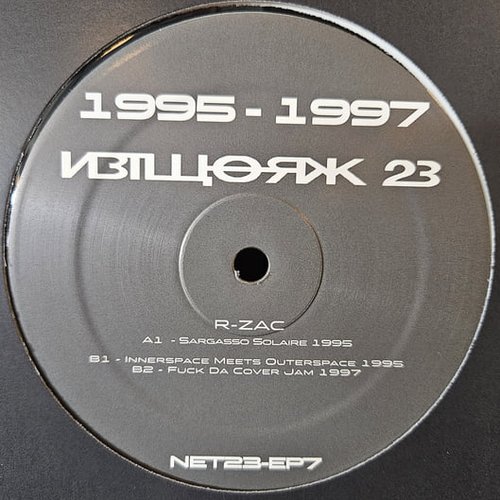 1995 - 1997
ИЗТЩФЯЖ 23
R-ZAC
A1 - Sargasso Solaire 1995
B1 - Innerspace Meets Outerspace 1995
B2 - Fuck Da Cover Jam 1997
NET23-EP7